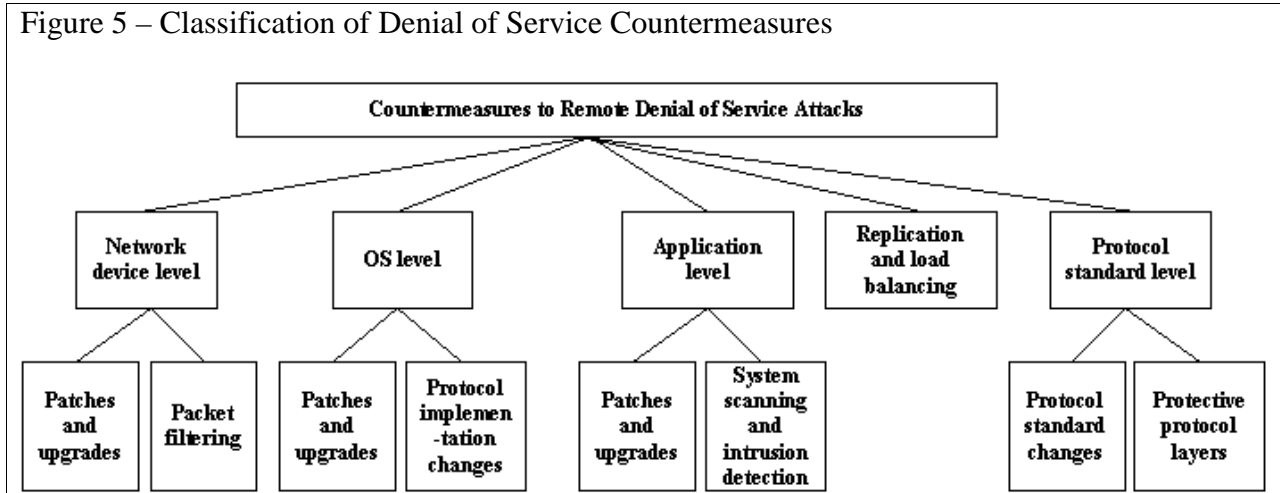 Figure 5 – Classification of Denial of Service Countermeasures
Countermeasures to Remote Denial of Service Attacks
Network
device level
OS level
Application
level
Replication
and load
balancing
Protocol
standard level
Patches
and
upgrades
Packet
filtering
Patches
and
upgrades
Protocol
implemen
-tation
changes
Patches
and
upgrades
System
scanning
and
intrusion
detection
Protocol
standard
changes
Protective
protocol
layers